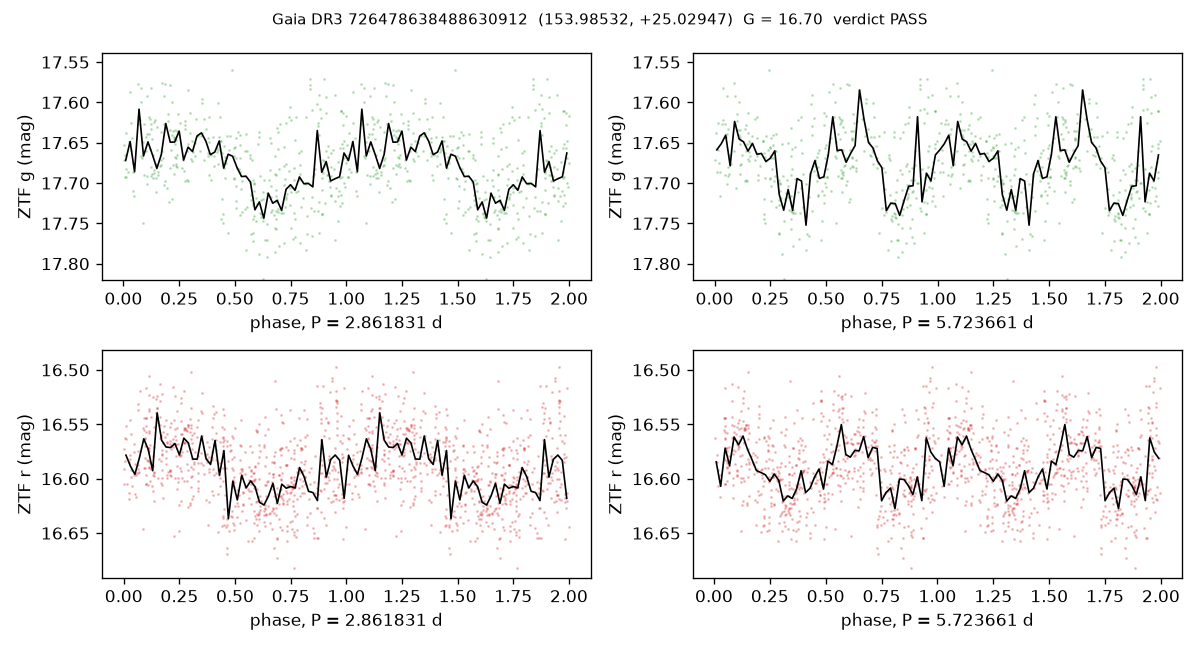 Gaia DR3 726478638488630912 (153.98532, +25.02947) G = 16.70 verdict PASS
17.55
17.60
17.65
17.70
17.75
17.80
ZTF g (mag)
0.00 0.25 0.50 0.75 1.00 1.25 1.50 1.75 2.00
phase, P = 2.861831 d
17.55
17.60
17.65
17.70
17.75
17.80
ZTF g (mag)
0.00 0.25 0.50 0.75 1.00 1.25 1.50 1.75 2.00
phase, P = 5.723661 d
16.50
16.55
16.60
16.65
ZTF r (mag)
0.00 0.25 0.50 0.75 1.00 1.25 1.50 1.75 2.00
phase, P = 2.861831 d
16.50
16.55
16.60
16.65
ZTF r (mag)
0.00 0.25 0.50 0.75 1.00 1.25 1.50 1.75 2.00
phase, P = 5.723661 d